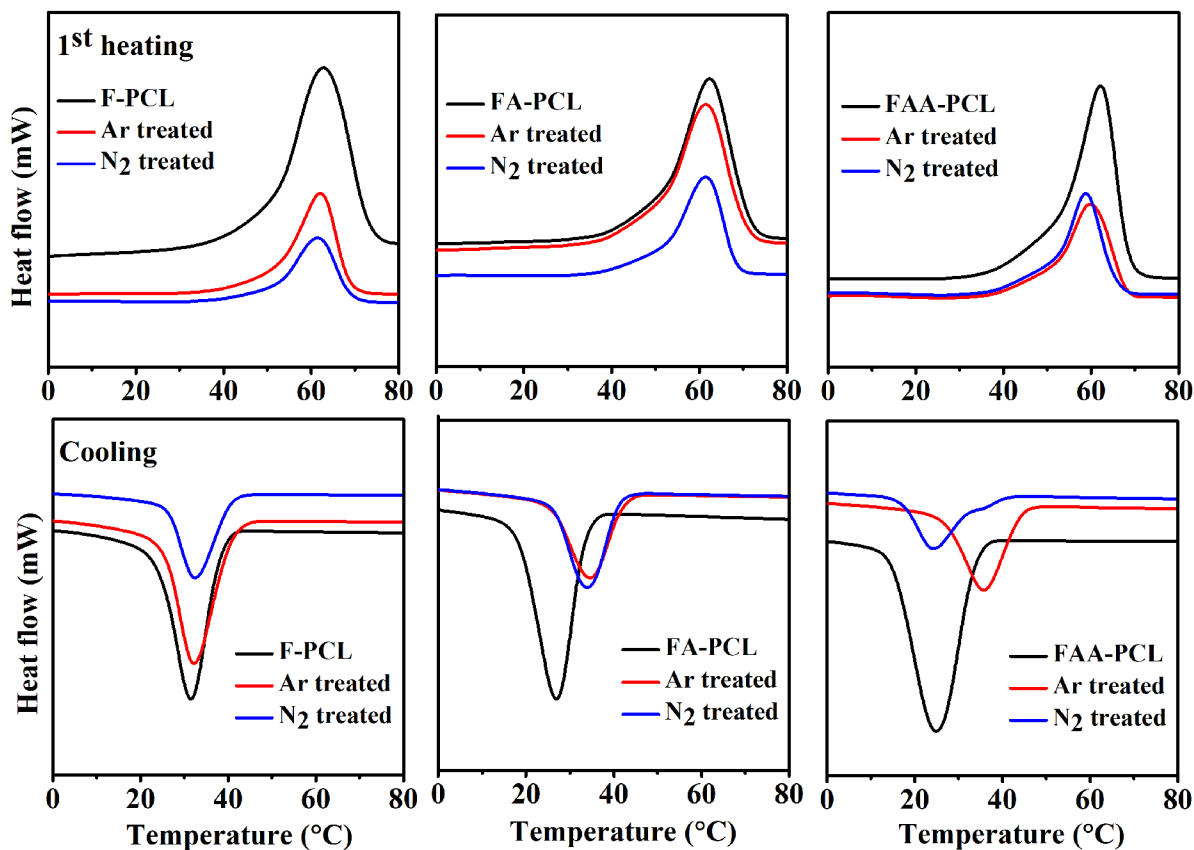 1st heating
F-PCL
Ar treated
N2 treated
Heat flow (mW)
0 20 40 60 80
FA-PCL
Ar treated
N2 treated
0 20 40 60 80
FAA-PCL
Ar treated
N2 treated
0 20 40 60 80
Cooling
F-PCL
Ar treated
N2 treated
Heat flow (mW)
0 20 40 60 80
Temperature (°C)
FA-PCL
Ar treated
N2 treated
0 20 40 60 80
Temperature (°C)
FAA-PCL
Ar treated
N2 treated
0 20 40 60 80
Temperature (°C)